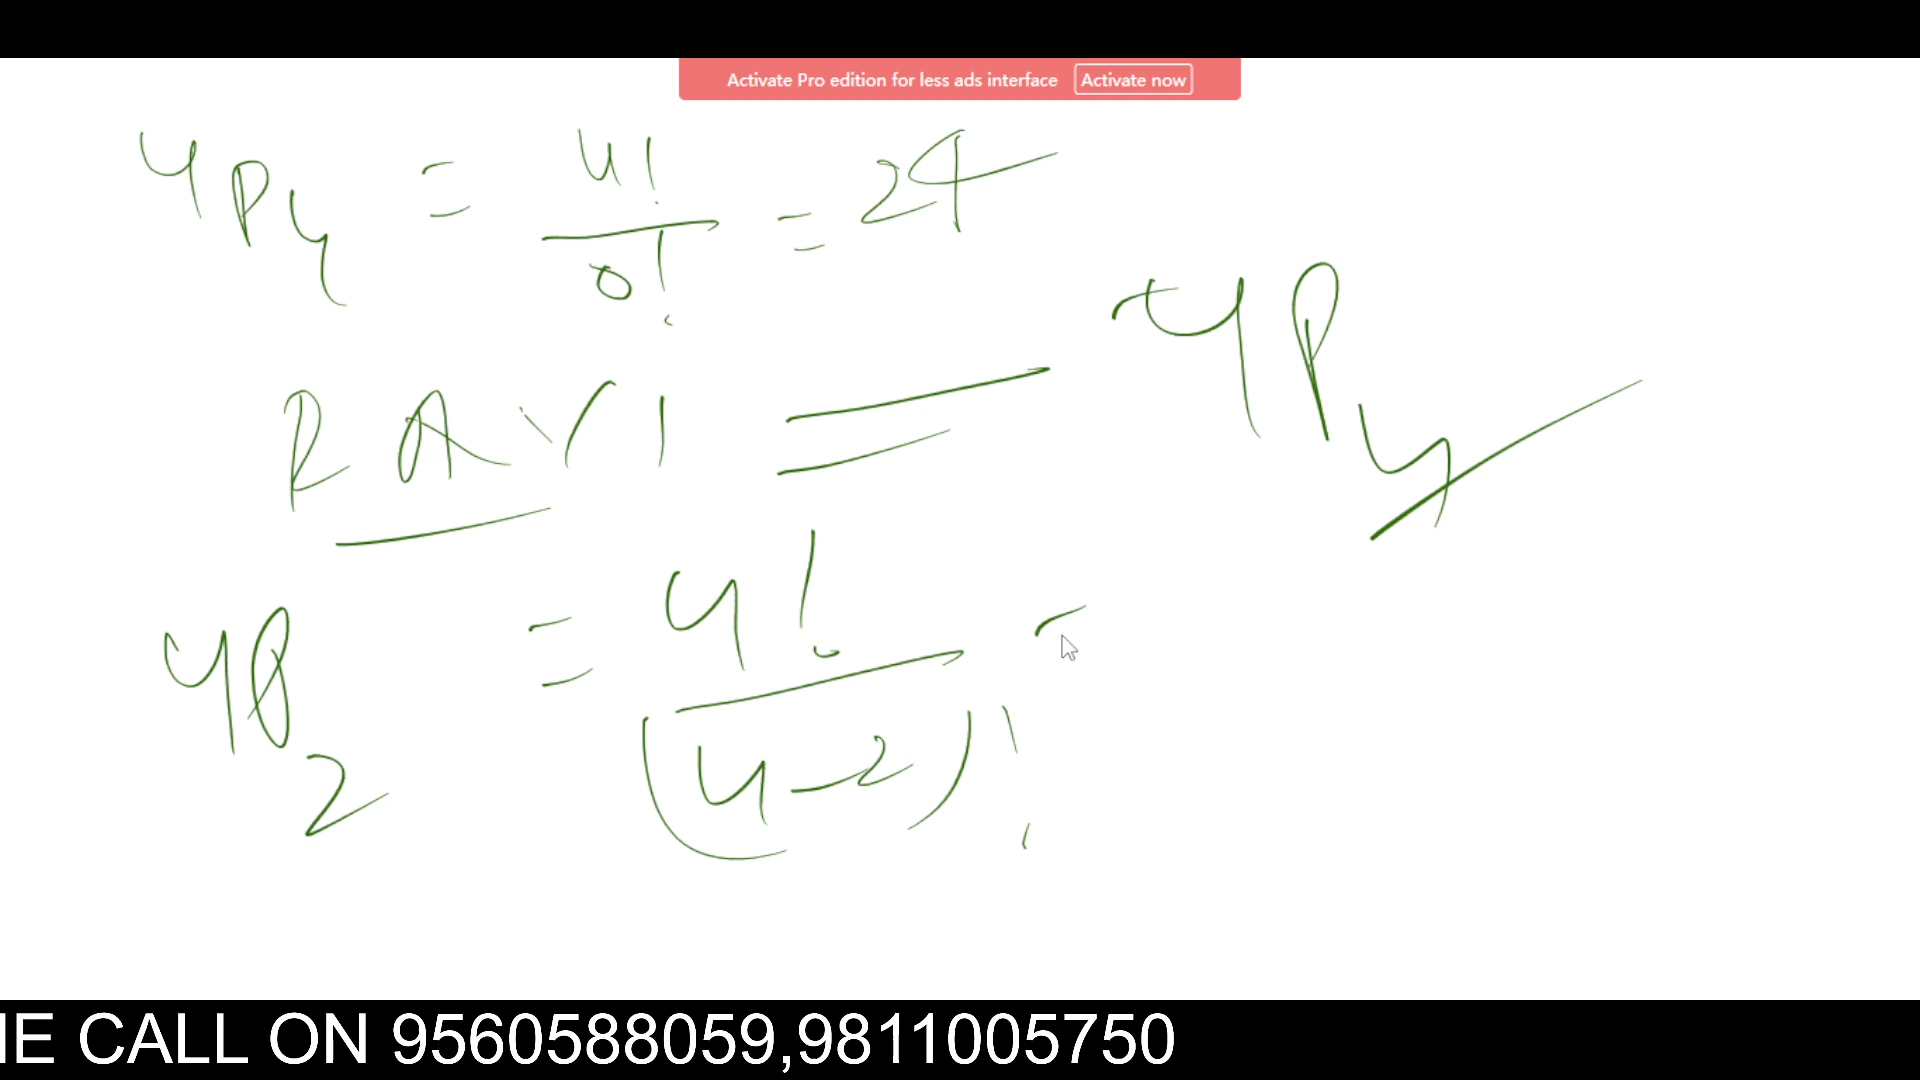 Activate Pro edition for less ads interface Activate now
4P4 = 4!/0! = 24
RAVI = 4P4
4P2 = 4!/(4-2)! =
IE CALL ON 9560588059,9811005750